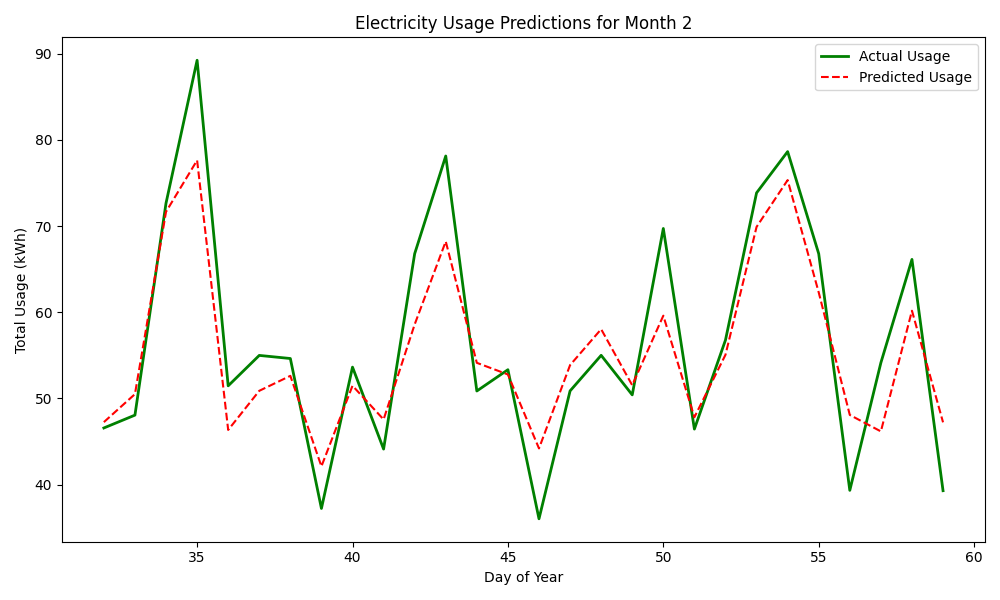 Electricity Usage Predictions for Month 2
Actual Usage
Predicted Usage
Total Usage (kWh)
90
80
70
60
50
40
35
40
45
50
55
60
Day of Year